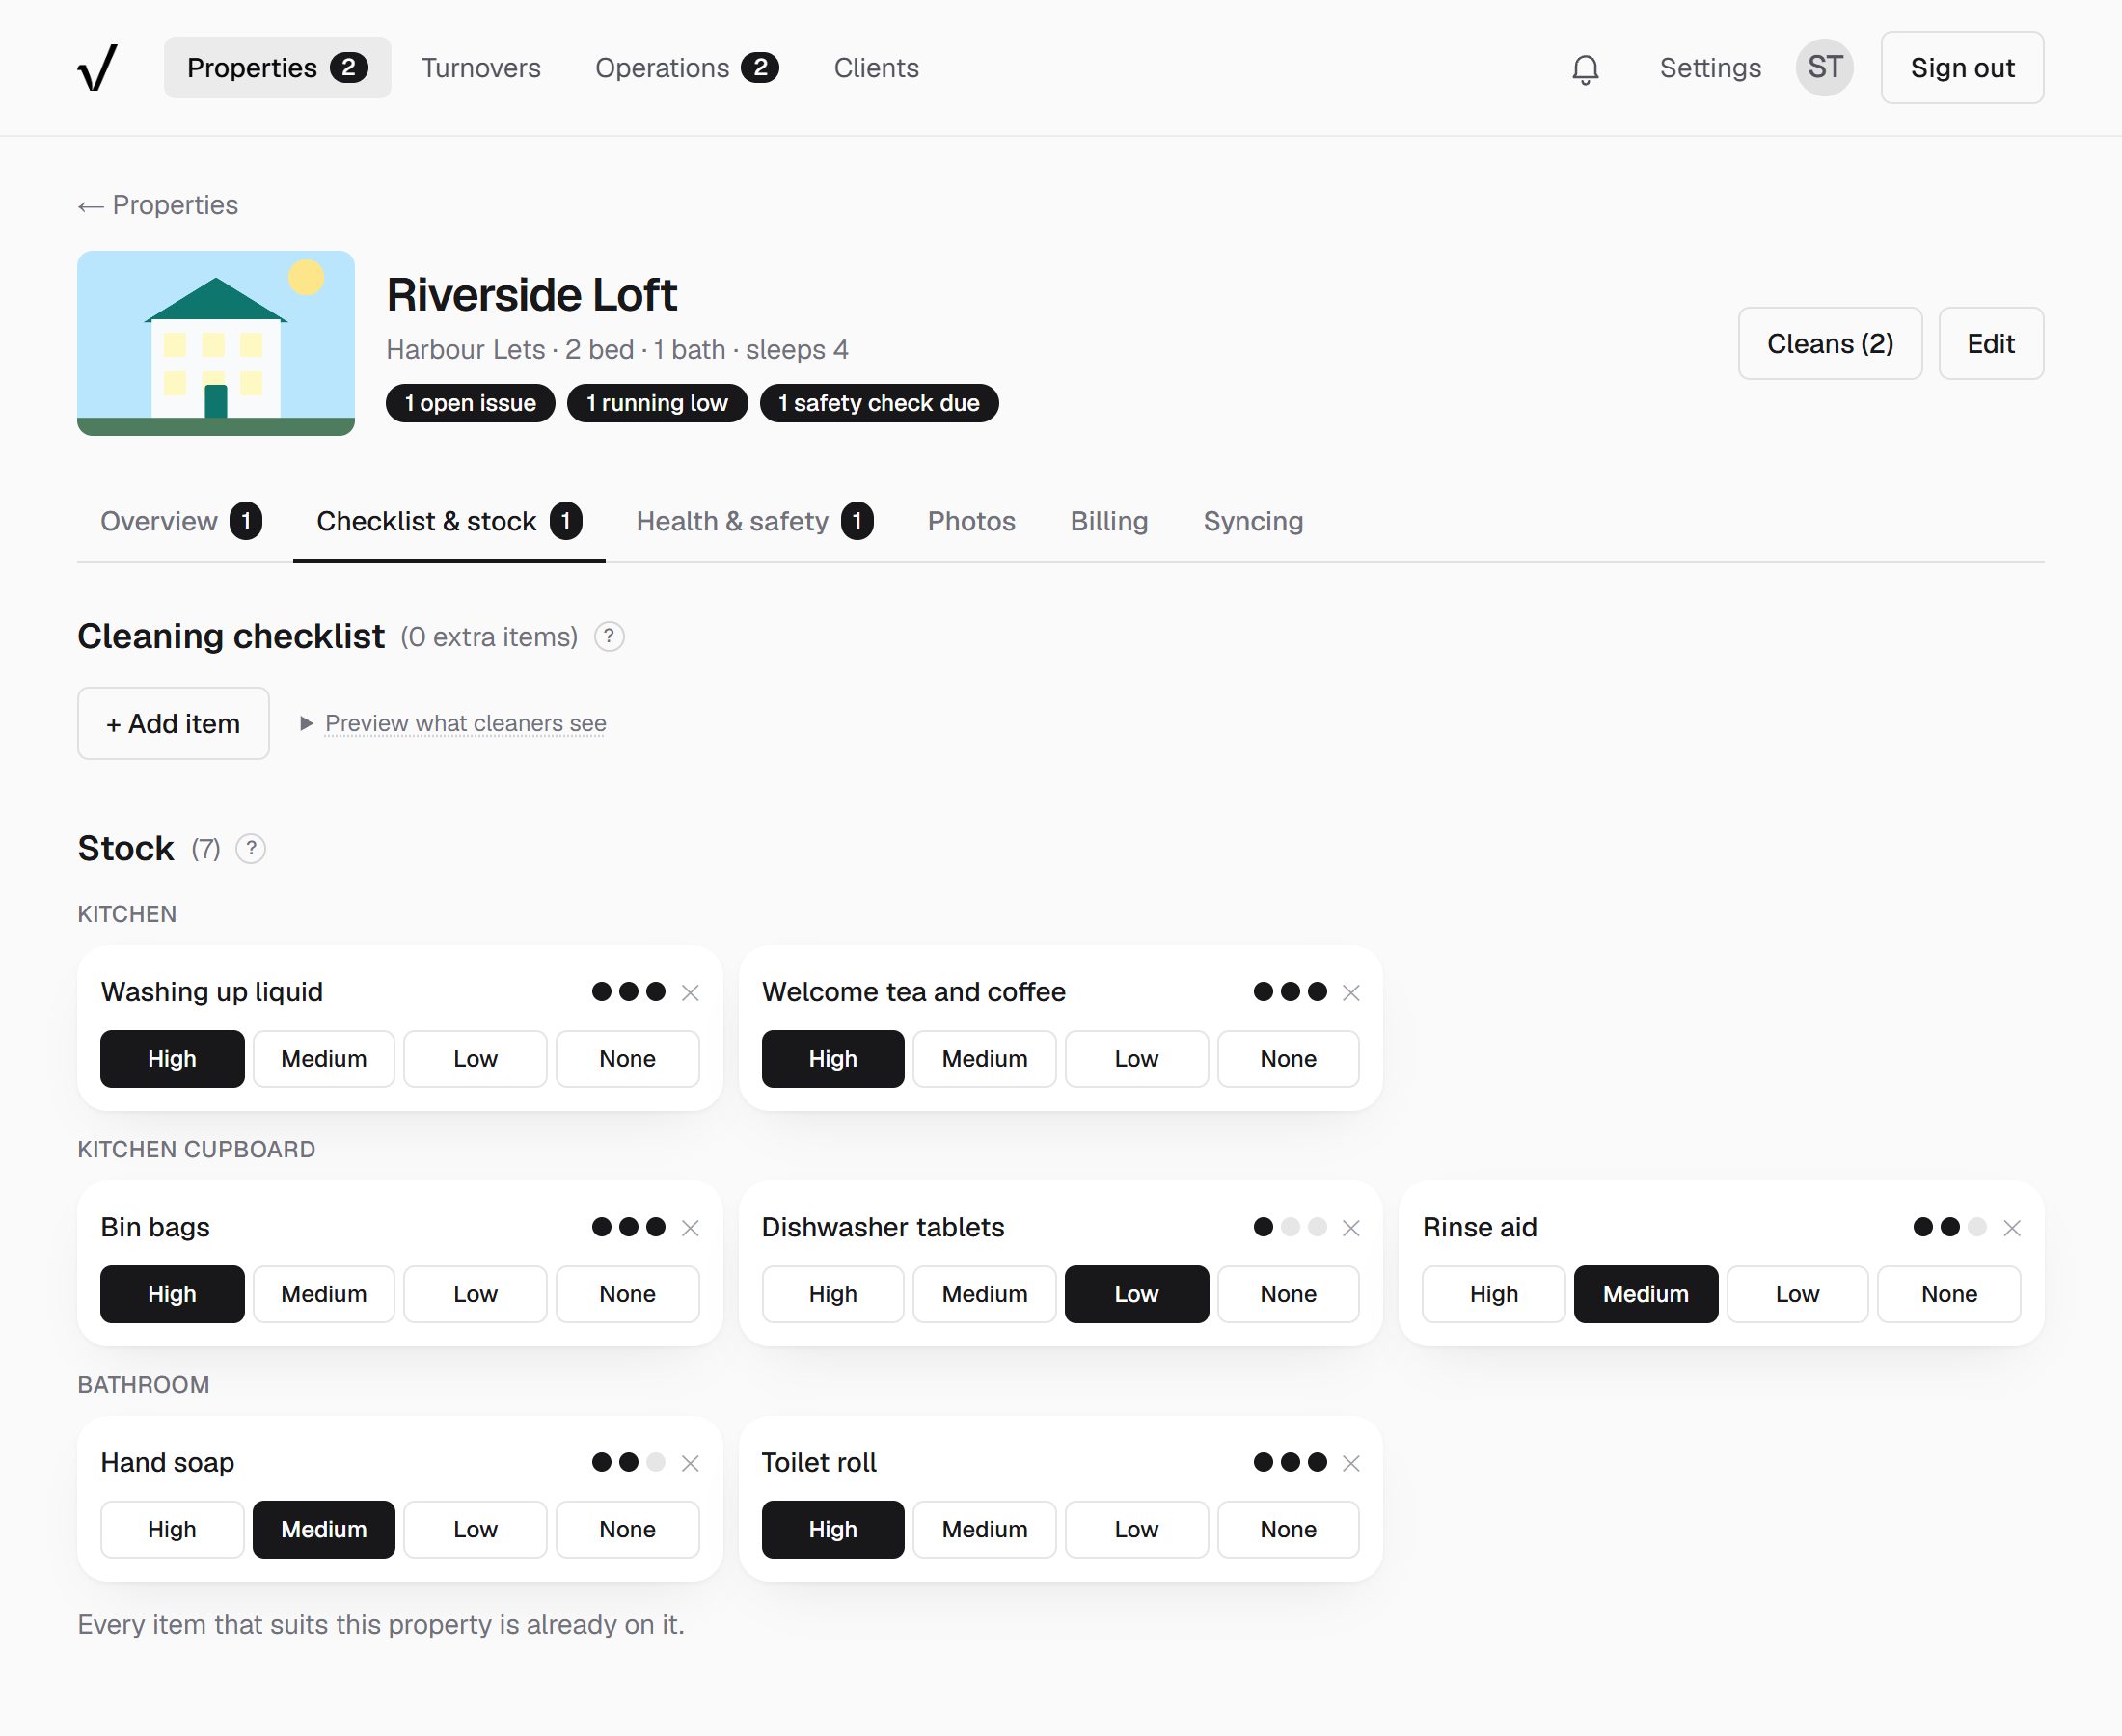 Properties 2 Turnovers Operations 2 Clients Settings ST Sign out
← Properties
Riverside Loft
Harbour Lets · 2 bed · 1 bath · sleeps 4
Cleans (2) Edit
1 open issue 1 running low 1 safety check due
Overview 1 Checklist & stock 1 Health & safety 1 Photos Billing Syncing
Cleaning checklist (0 extra items) ?
+ Add item ▶ Preview what cleaners see
Stock (7) ?
KITCHEN
Washing up liquid Welcome tea and coffee
High Medium Low None High Medium Low None
KITCHEN CUPBOARD
Bin bags Dishwasher tablets Rinse aid
High Medium Low None High Medium Low None High Medium Low None
BATHROOM
Hand soap Toilet roll
High Medium Low None High Medium Low None
Every item that suits this property is already on it.